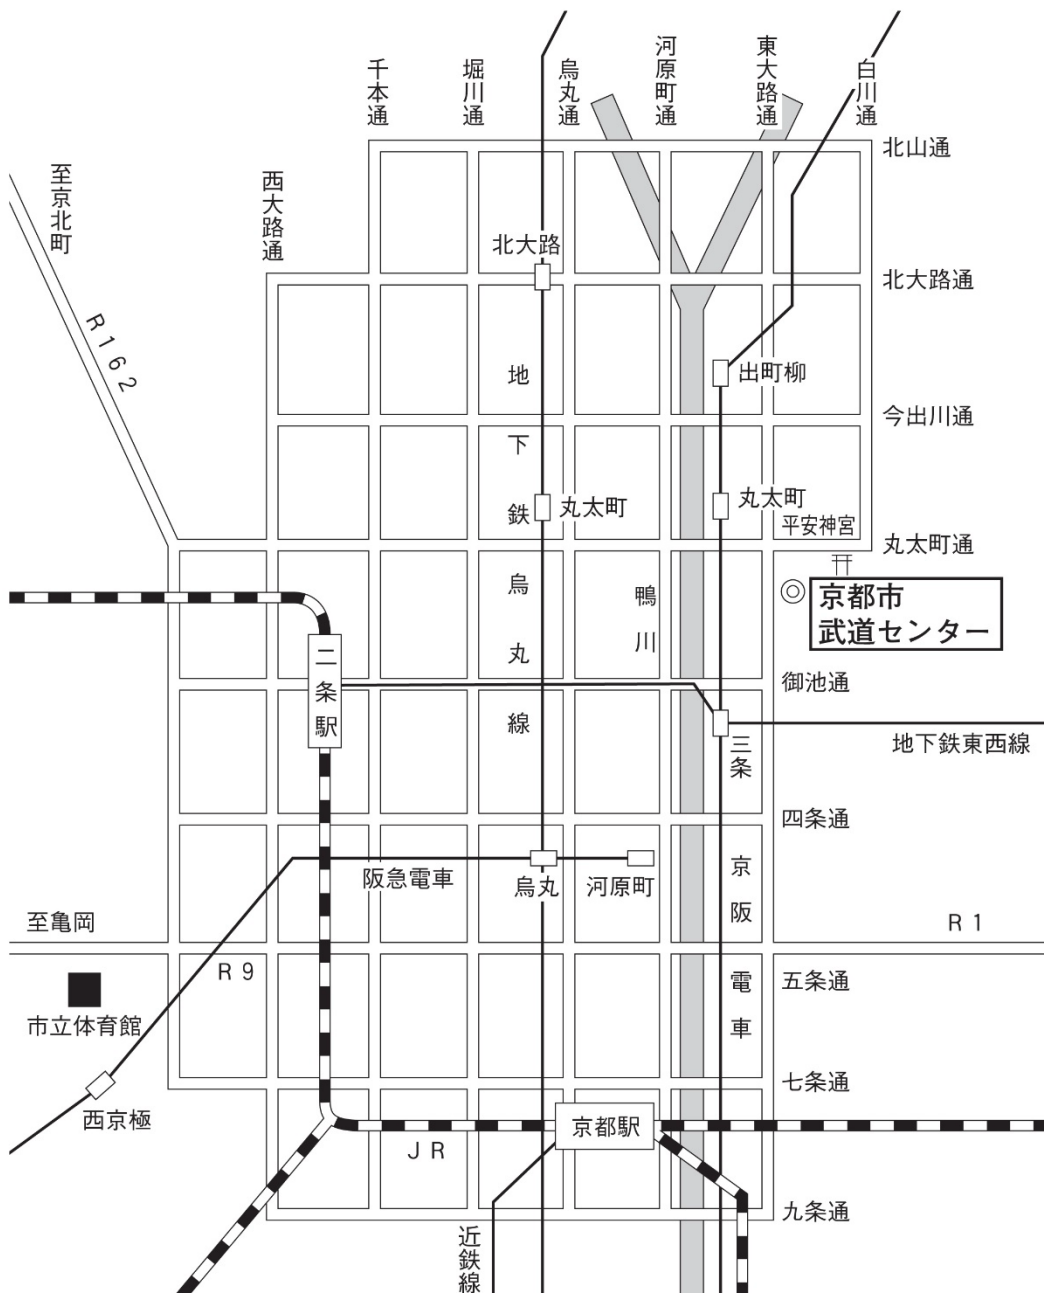 千本通
堀川通
烏丸通
河原町通
東大路通
白川通
北山通
至京北町
西大路通
北大路
北大路通
R162
出町柳
今出川通
地下鉄烏丸線
丸太町
丸太町
平安神宮
丸太町通
鴨川
京都市
武道センター
二条駅
御池通
三条
地下鉄東西線
四条通
阪急電車
烏丸
河原町
京阪電車
至亀岡
R1
R9
五条通
市立体育館
西京極
七条通
京都駅
JR
九条通
近鉄線